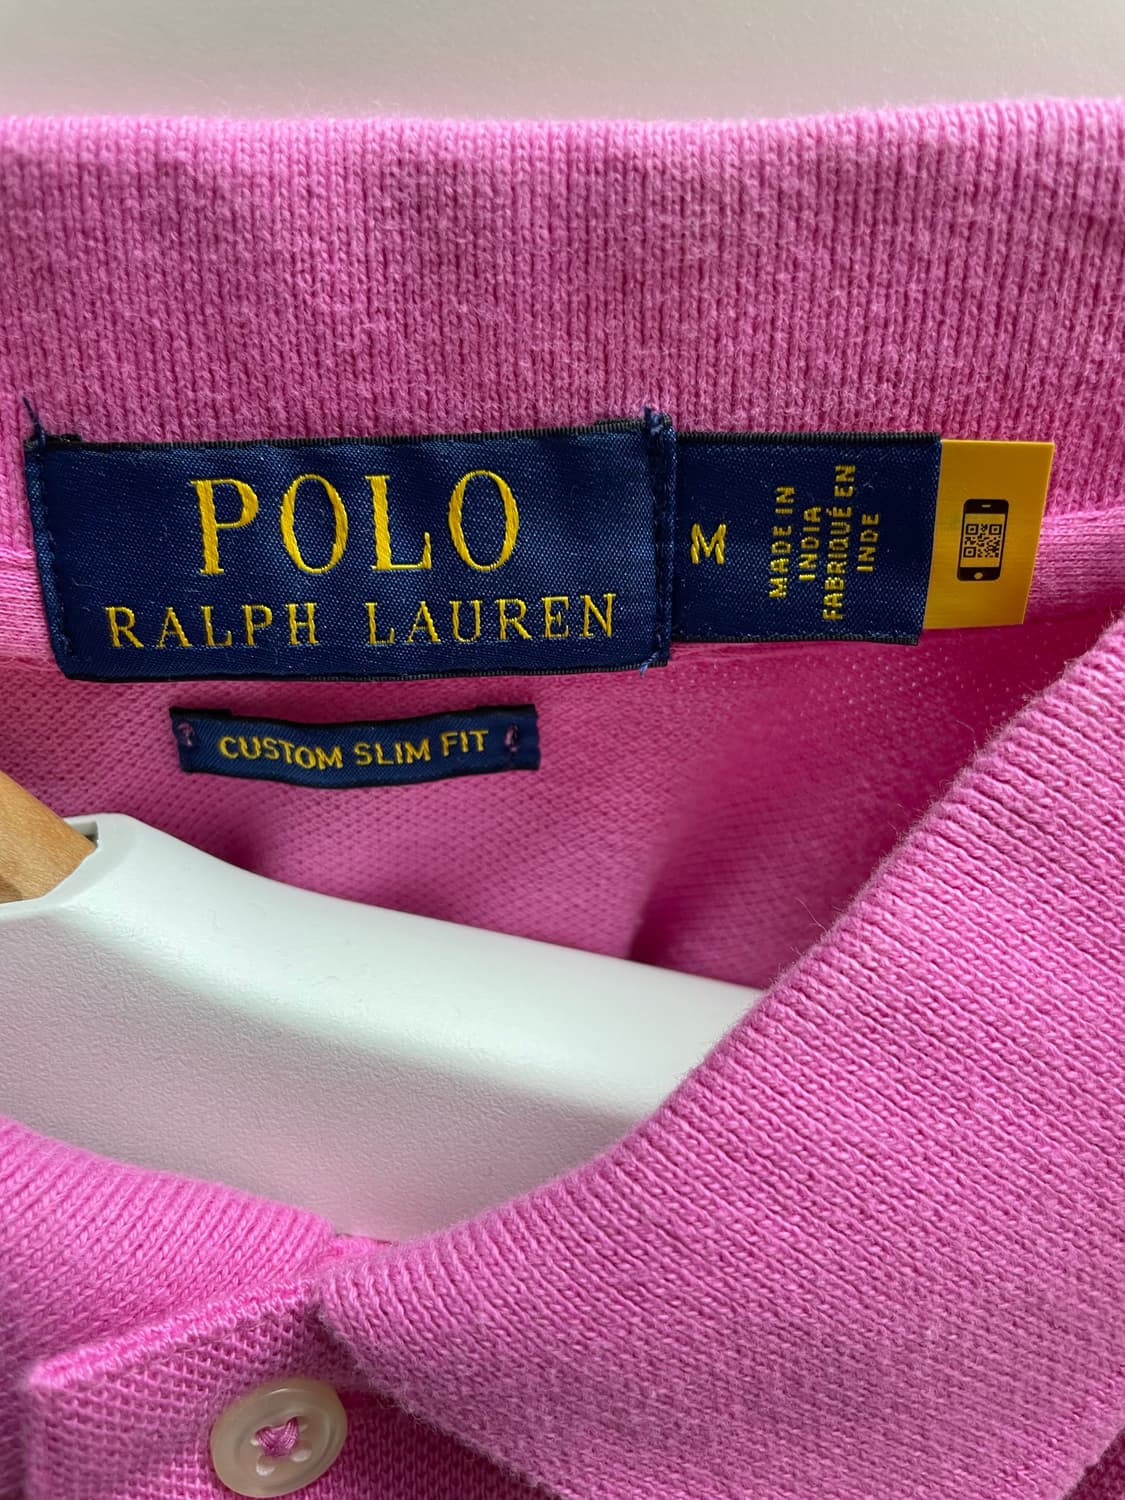 POLO
RALPH LAUREN
M
MADE IN
INDIA
FABRIQUÉ EN
INDE
CUSTOM SLIM FIT